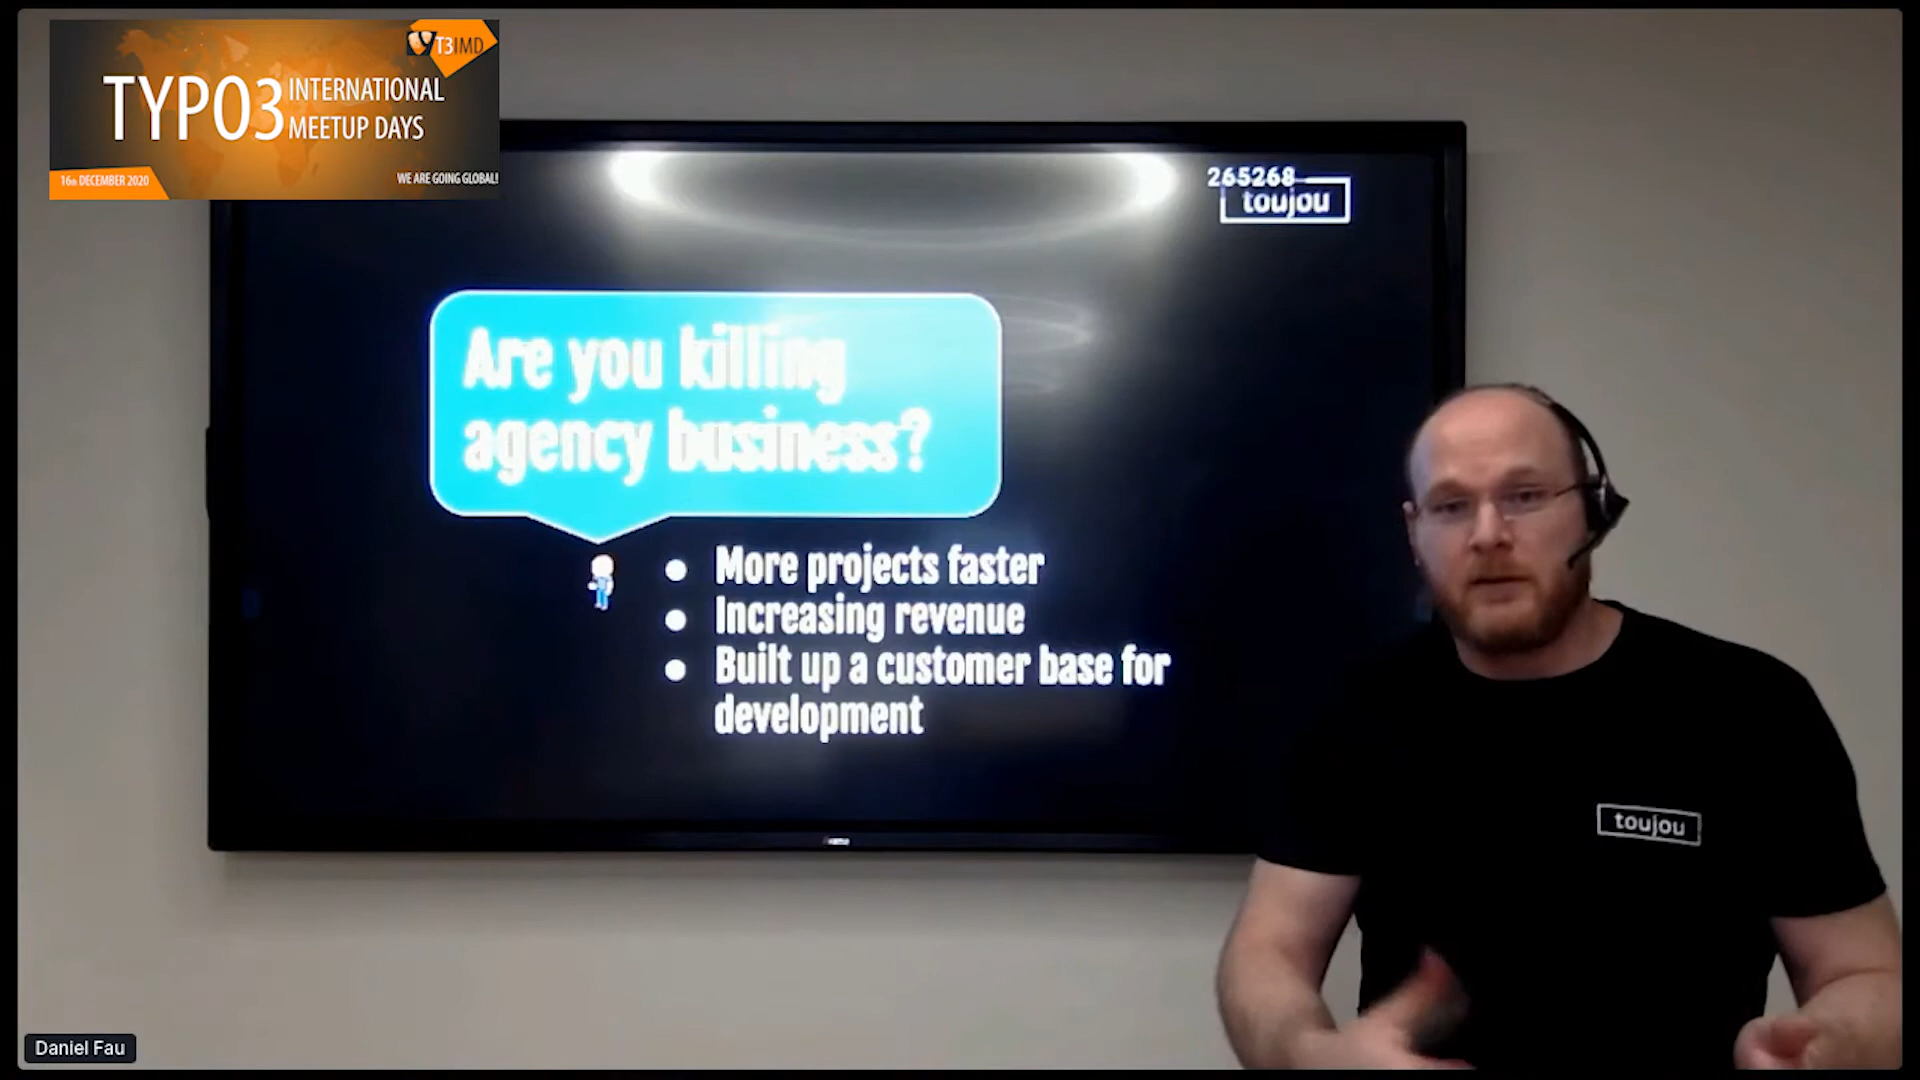 T3IMD
TYPO3 INTERNATIONAL
MEETUP DAYS
16th DECEMBER 2020
WE ARE GOING GLOBAL!
265268
toujou
Are you killing
agency business?
● More projects faster
● Increasing revenue
● Built up a customer base for
development
toujou
Daniel Fau